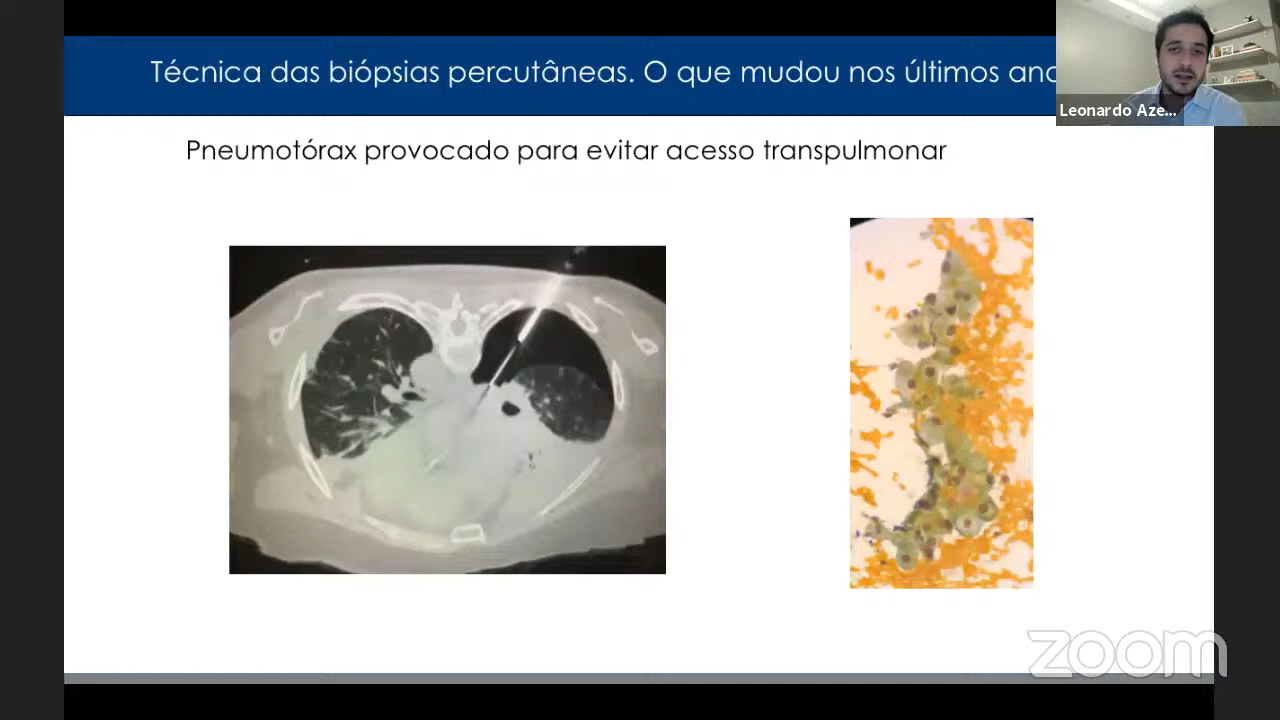 Técnica das biópsias percutâneas. O que mudou nos últimos ano
Leonardo Aze...
Pneumotórax provocado para evitar acesso transpulmonar
zoom